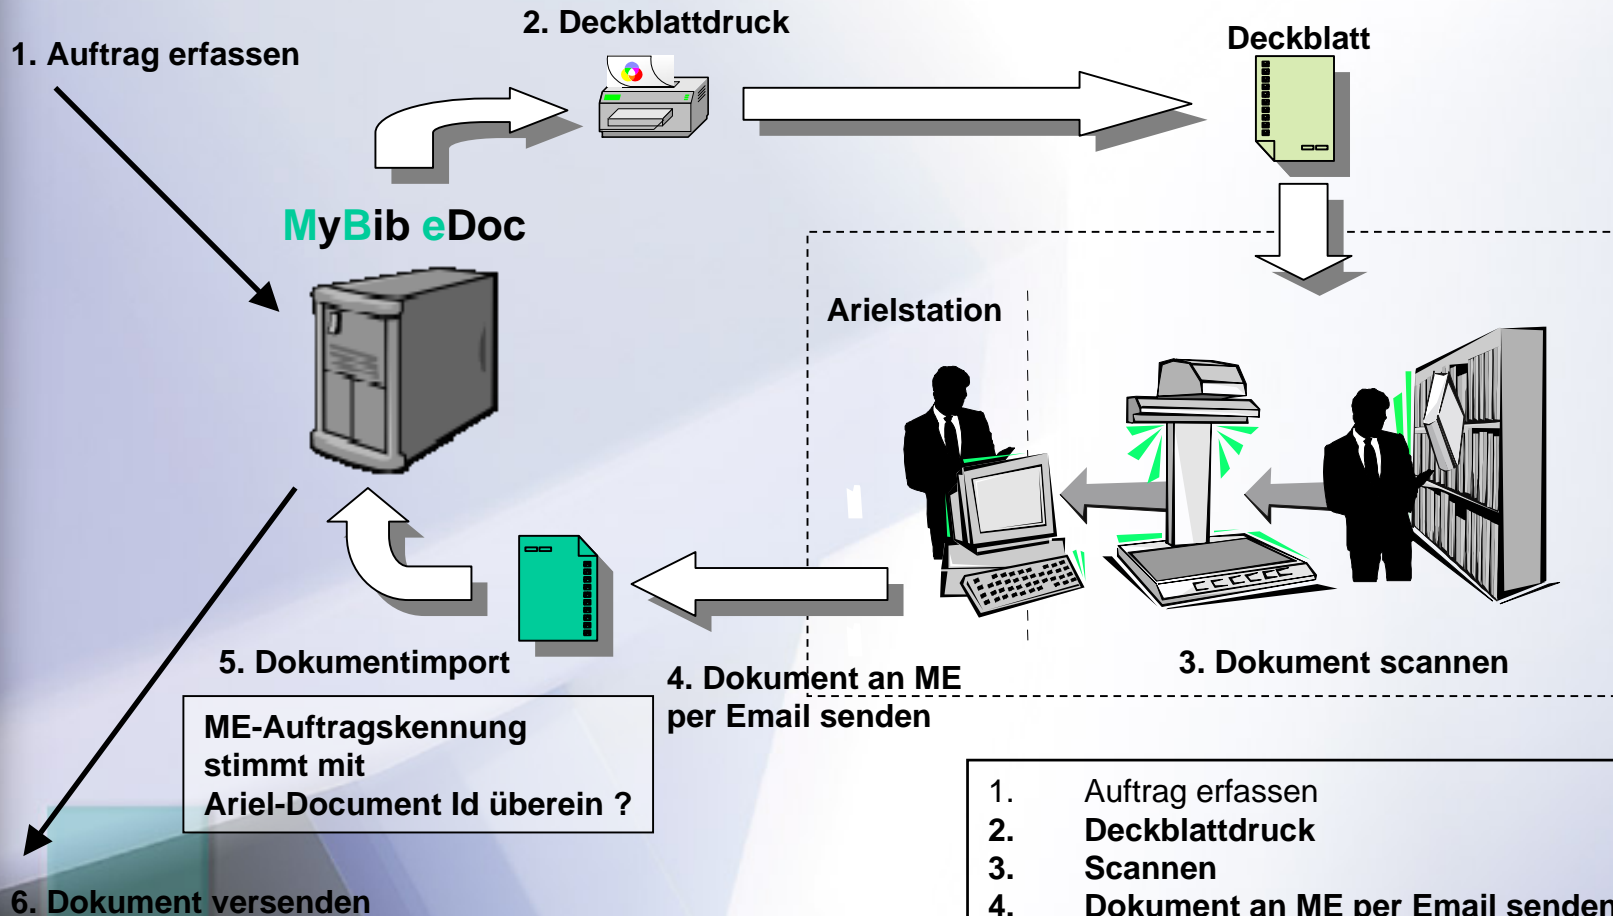 2. Deckblattdruck
1. Auftrag erfassen
Deckblatt
MyBib eDoc
Arielstation
5. Dokumentimport
4. Dokument an ME
per Email senden
3. Dokument scannen
ME-Auftragskennung
stimmt mit
Ariel-Document Id überein ?
6. Dokument versenden
1. Auftrag erfassen
2. Deckblattdruck
3. Scannen
4. Dokument an ME per Email senden